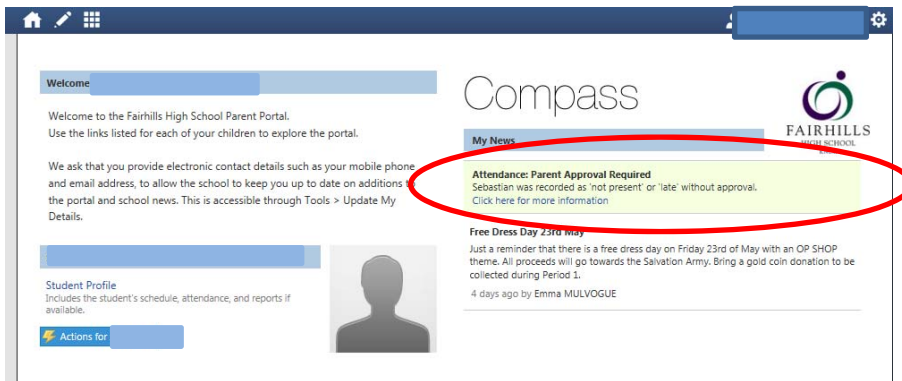 Welcome
Welcome to the Fairhills High School Parent Portal.
Use the links listed for each of your children to explore the portal.
We ask that you provide electronic contact details such as your mobile phone
and email address, to allow the school to keep you up to date on additions to
the portal and school news. This is accessible through Tools > Update My
Details.
Student Profile
Includes the student's schedule, attendance, and reports if
available.
Actions for
Compass
FAIRHILLS
HIGH SCHOOL
My News
Attendance: Parent Approval Required
Sebastian was recorded as 'not present' or 'late' without approval.
Click here for more information
Free Dress Day 23rd May
Just a reminder that there is a free dress day on Friday 23rd of May with an OP SHOP
theme. All proceeds will go towards the Salvation Army. Bring a gold coin donation to be
collected during Period 1.
4 days ago by Emma MULVOGUE